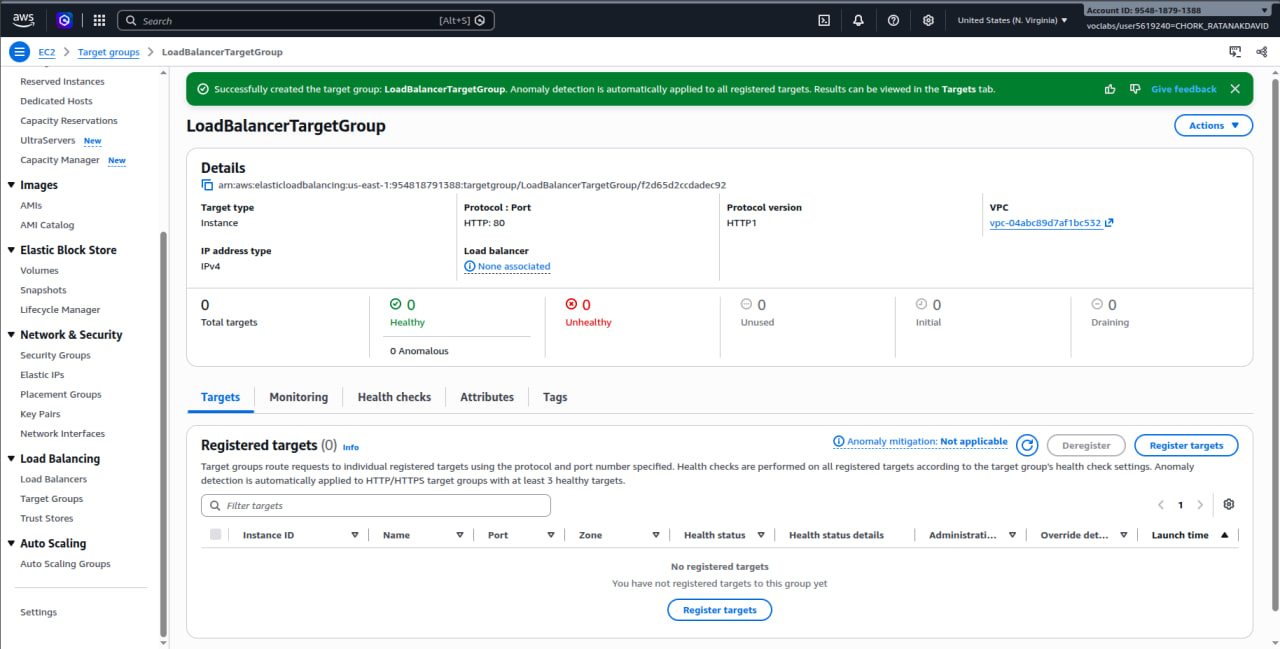 aws
Search
[Alt+S]
United States (N. Virginia)
Account ID: 9548-1879-1388
voclabs/user5619240=CHORK_RATANAKDAVID
EC2
Target groups
LoadBalancerTargetGroup
Reserved Instances
Dedicated Hosts
Capacity Reservations
UltraServers New
Capacity Manager New
Images
AMIs
AMI Catalog
Elastic Block Store
Volumes
Snapshots
Lifecycle Manager
Network & Security
Security Groups
Elastic IPs
Placement Groups
Key Pairs
Network Interfaces
Load Balancing
Load Balancers
Target Groups
Trust Stores
Auto Scaling
Auto Scaling Groups
Settings
Successfully created the target group: LoadBalancerTargetGroup. Anomaly detection is automatically applied to all registered targets. Results can be viewed in the Targets tab.
Give feedback
LoadBalancerTargetGroup
Actions
Details
arn:aws:elasticloadbalancing:us-east-1:954818791388:targetgroup/LoadBalancerTargetGroup/f2d65d2ccdadec92
Target type
Instance
Protocol : Port
HTTP: 80
Protocol version
HTTP1
VPC
vpc-04abc89d7af1bc532
IP address type
IPv4
Load balancer
None associated
0
Total targets
0
Healthy
0 Anomalous
0
Unhealthy
0
Unused
0
Initial
0
Draining
Targets
Monitoring
Health checks
Attributes
Tags
Registered targets (0) Info
Anomaly mitigation: Not applicable
Deregister
Register targets
Target groups route requests to individual registered targets using the protocol and port number specified. Health checks are performed on all registered targets according to the target group's health check settings. Anomaly
detection is automatically applied to HTTP/HTTPS target groups with at least 3 healthy targets.
Filter targets
1
Instance ID
Name
Port
Zone
Health status
Health status details
Administrati...
Override det...
Launch time
No registered targets
You have not registered targets to this group yet
Register targets